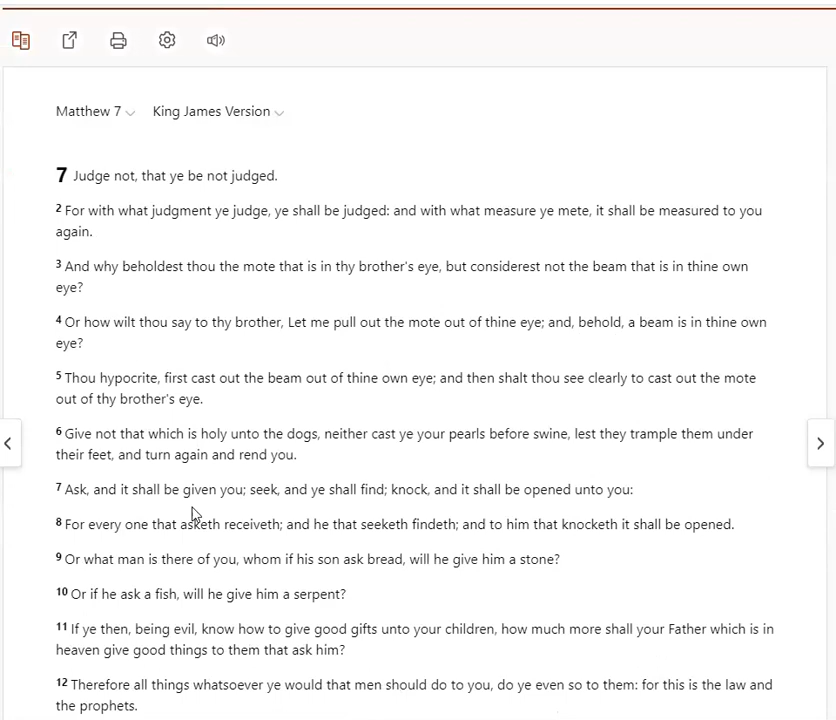 Matthew 7 King James Version
7 Judge not, that ye be not judged.
2 For with what judgment ye judge, ye shall be judged: and with what measure ye mete, it shall be measured to you
again.
3 And why beholdest thou the mote that is in thy brother's eye, but considerest not the beam that is in thine own
eye?
4 Or how wilt thou say to thy brother, Let me pull out the mote out of thine eye; and, behold, a beam is in thine own
eye?
5 Thou hypocrite, first cast out the beam out of thine own eye; and then shalt thou see clearly to cast out the mote
out of thy brother's eye.
6 Give not that which is holy unto the dogs, neither cast ye your pearls before swine, lest they trample them under
their feet, and turn again and rend you.
7 Ask, and it shall be given you; seek, and ye shall find; knock, and it shall be opened unto you:
8 For every one that asketh receiveth; and he that seeketh findeth; and to him that knocketh it shall be opened.
9 Or what man is there of you, whom if his son ask bread, will he give him a stone?
10 Or if he ask a fish, will he give him a serpent?
11 If ye then, being evil, know how to give good gifts unto your children, how much more shall your Father which is in
heaven give good things to them that ask him?
12 Therefore all things whatsoever ye would that men should do to you, do ye even so to them: for this is the law and
the prophets.